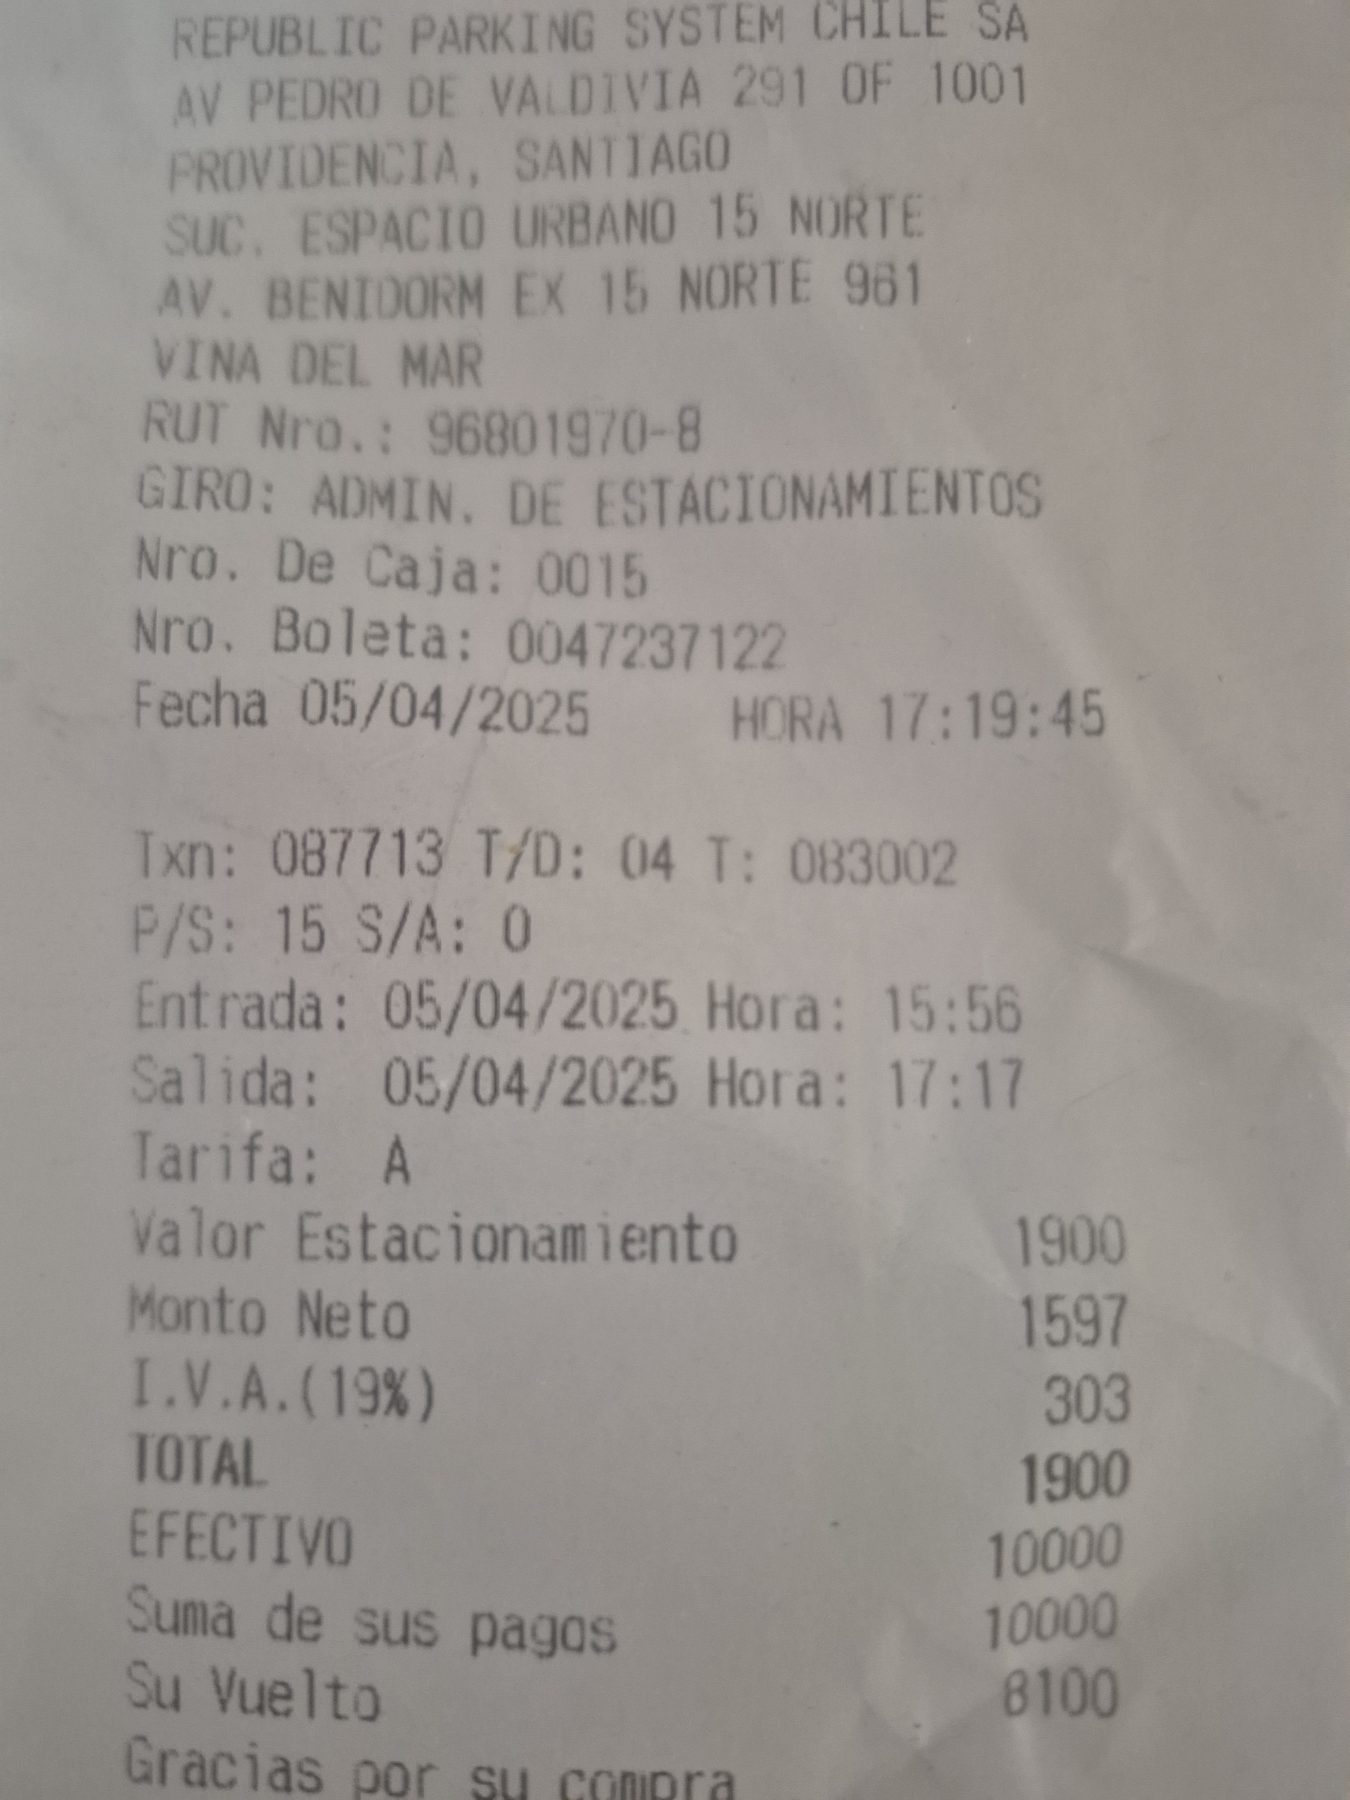 REPUBLIC PARKING SYSTEM CHILE SA
AV PEDRO DE VALDIVIA 291 OF 1001
PROVIDENCIA, SANTIAGO
SUC. ESPACIO URBANO 15 NORTE
AV. BENIDORM EX 15 NORTE 961
VINA DEL MAR
RUT Nro.: 96801970-8
GIRO: ADMIN. DE ESTACIONAMIENTOS
Nro. De Caja: 0015
Nro. Boleta: 0047237122
Fecha 05/04/2025 HORA 17:19:45
Txn: 087713 T/D: 04 T: 083002
P/S: 15 S/A: 0
Entrada: 05/04/2025 Hora: 15:56
Salida: 05/04/2025 Hora: 17:17
Tarifa: A
Valor Estacionamiento 1900
Monto Neto 1597
I.V.A.(19%) 303
TOTAL 1900
EFECTIVO 10000
Suma de sus pagos 10000
Su Vuelto 8100
Gracias por su compra